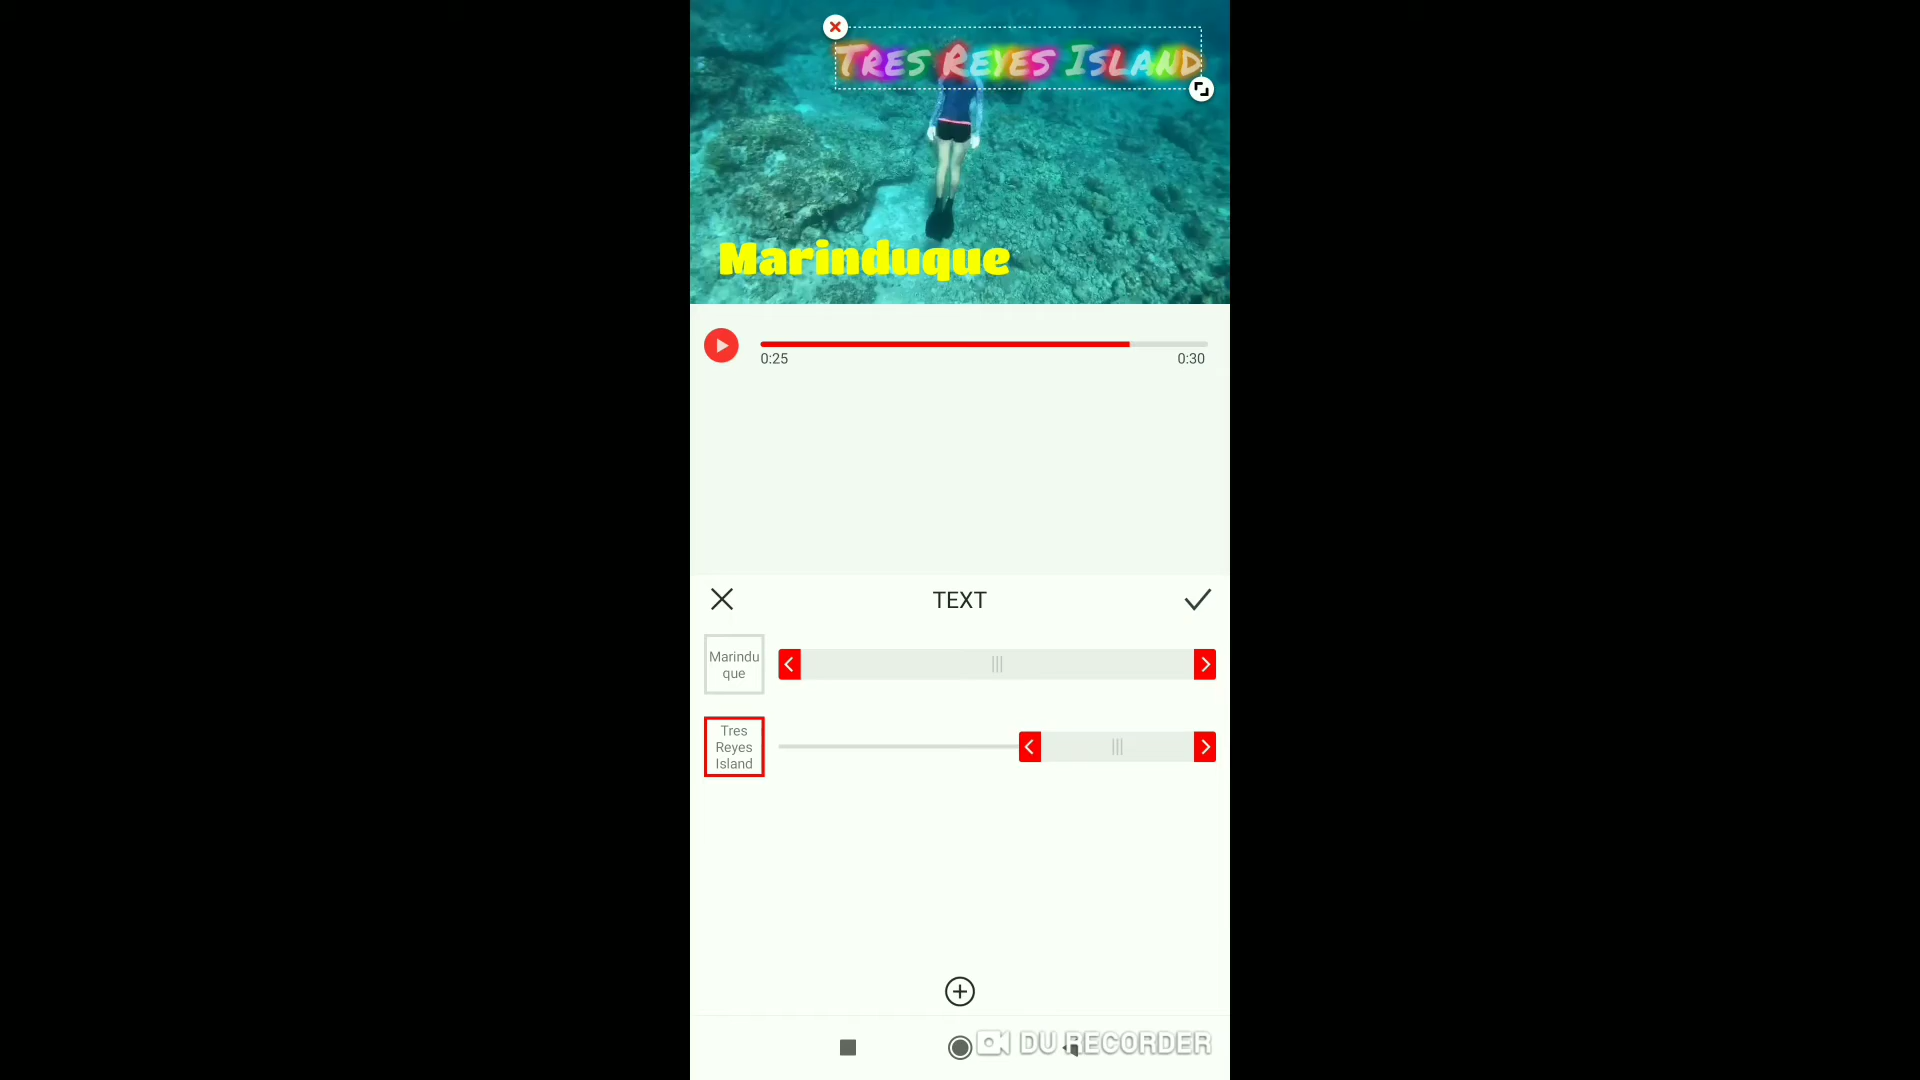 Tres Reyes Island
Marinduque
0:25
0:30
TEXT
Marindu
que
Tres
Reyes
Island
DU RECORDER